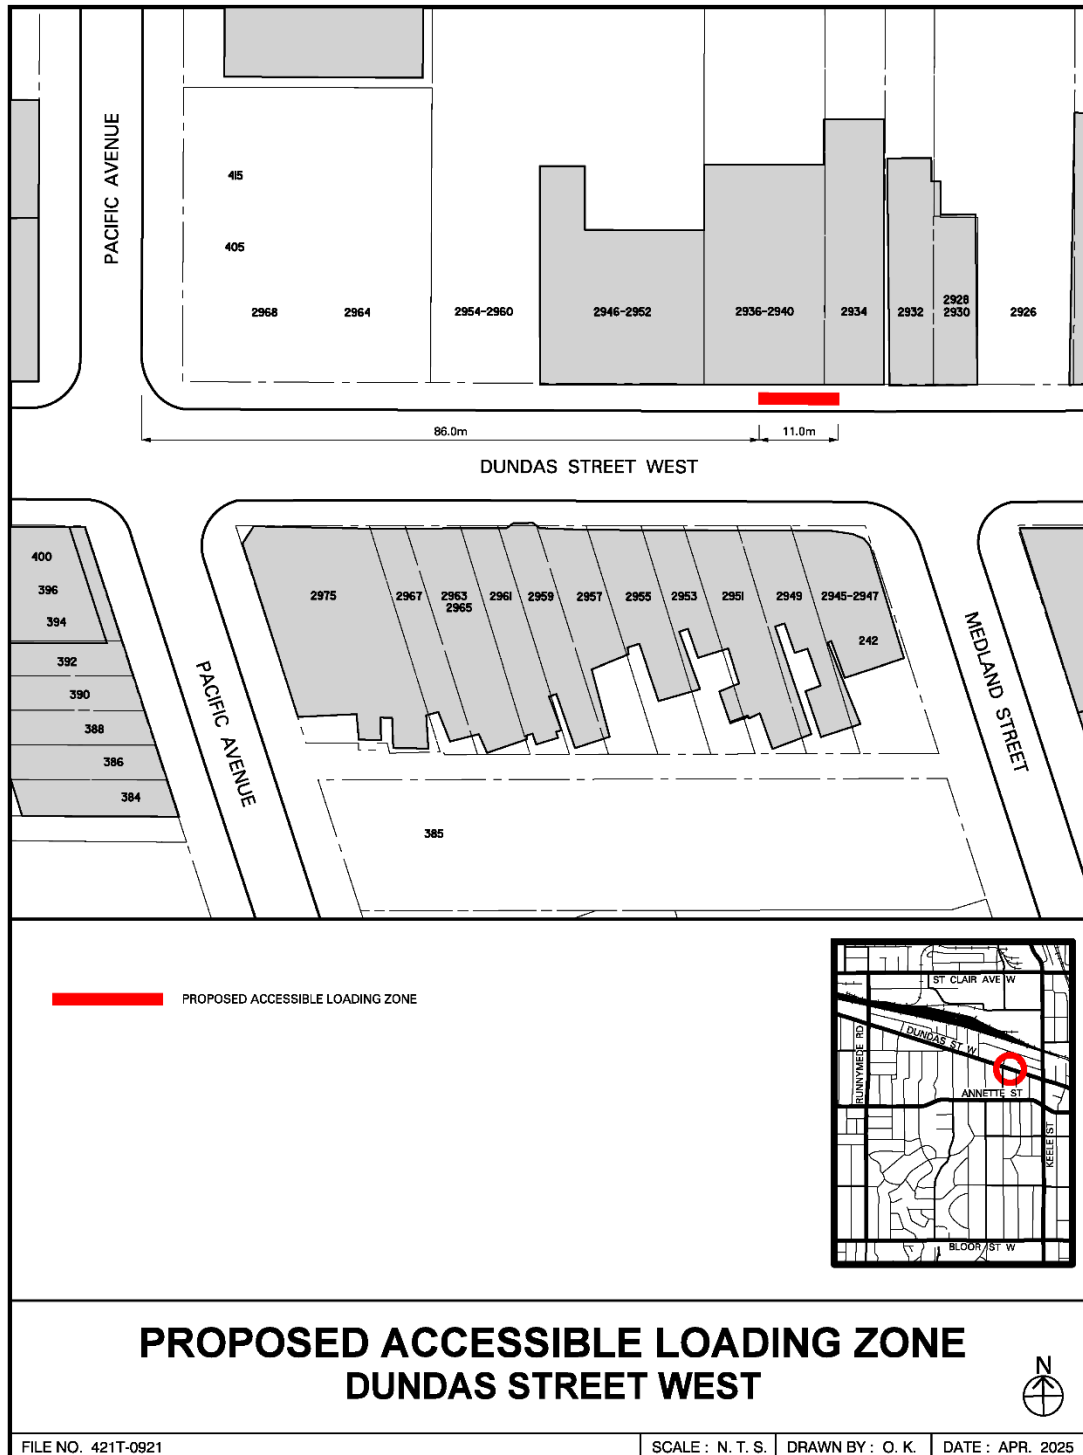 PACIFIC AVENUE
415
405
2968
2964
2954-2960
2946-2952
2936-2940
2934
2932
2928
2930
2926
86.0m
11.0m
DUNDAS STREET WEST
400
396
394
392
390
388
386
384
PACIFIC AVENUE
2975
2967
2963
2965
2961
2959
2957
2955
2953
2951
2949
2945-2947
242
MEDLAND STREET
385
PROPOSED ACCESSIBLE LOADING ZONE
ST CLAIR AVE W
DUNDAS ST W
RUNNYMEDE RD
ANNETTE ST
KEELE ST
BLOOR ST W
PROPOSED ACCESSIBLE LOADING ZONE
DUNDAS STREET WEST
N
FILE NO. 421T-0921
SCALE : N. T. S.
DRAWN BY : O. K.
DATE : APR. 2025